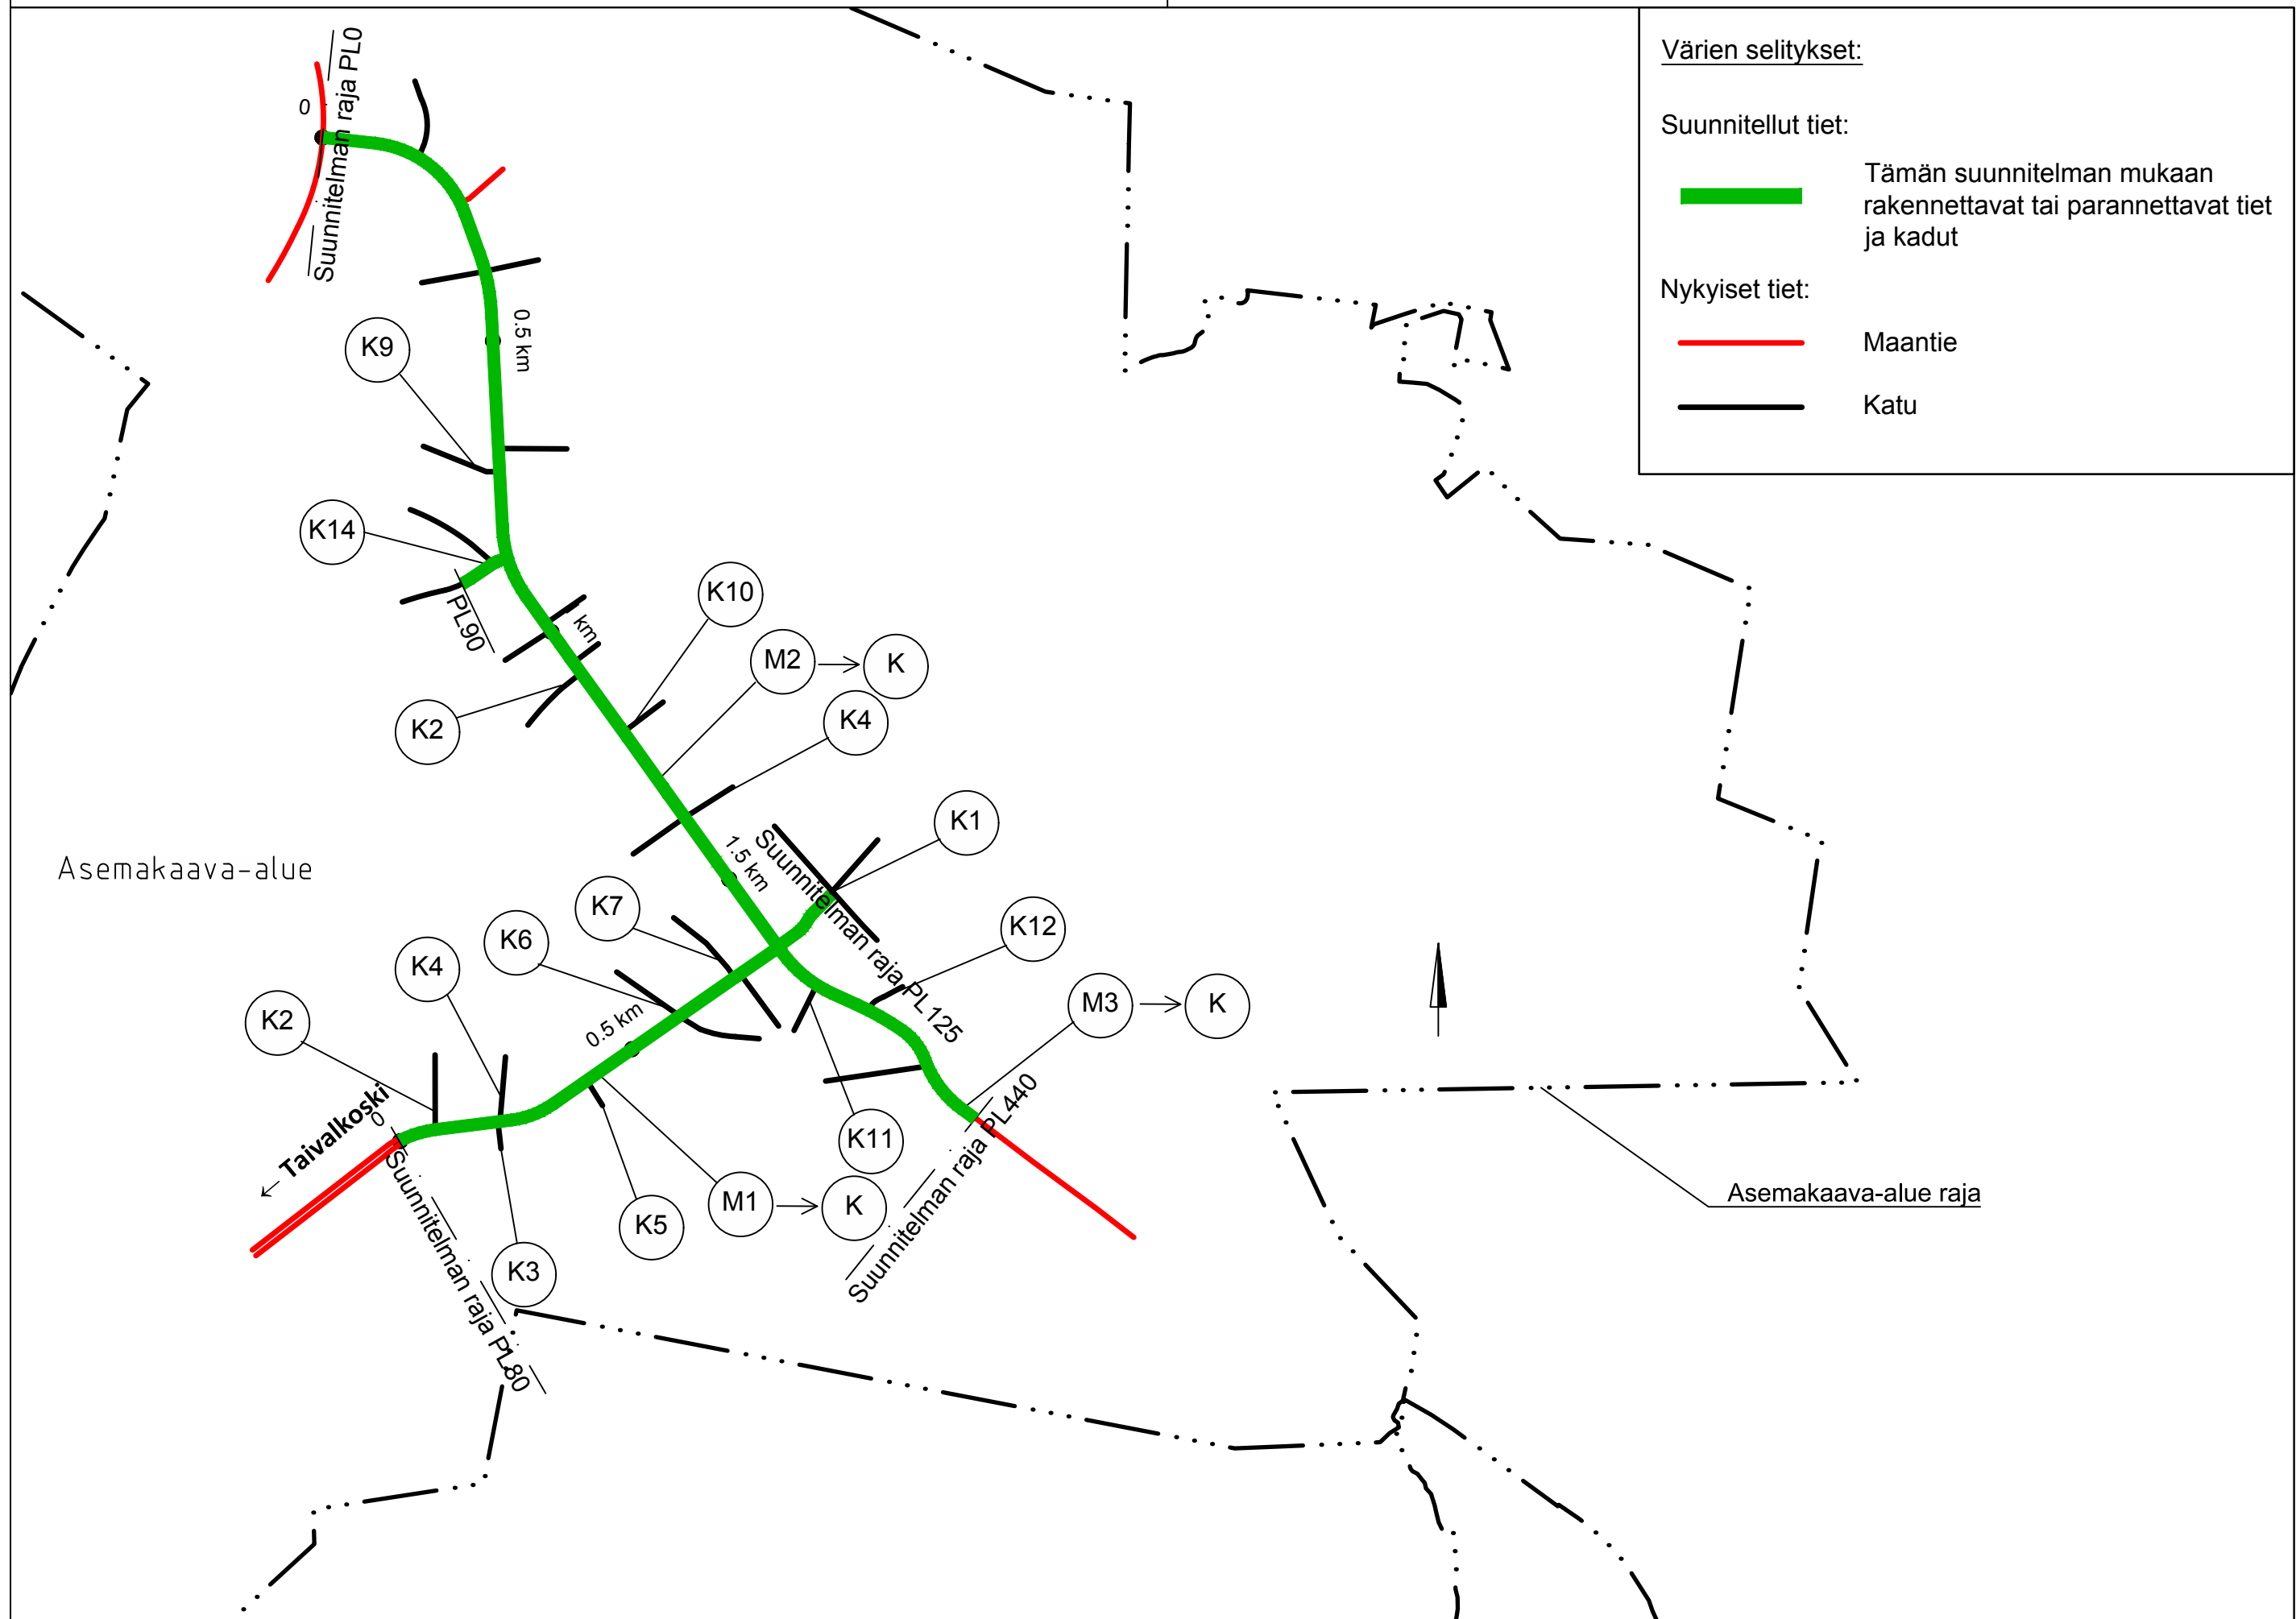 Värien selitykset:
Suunnitellut tiet:
Tämän suunnitelman mukaan
rakennettavat tai parannettavat tiet
ja kadut
Nykyiset tiet:
Maantie
Katu
Suunnitelman raja PL0
0
0.5 km
K9
K14
PL90
km
K10
M2
K
K2
K4
1.5 km
Suunnitelman raja PL125
K1
Asemakaava-alue
K7
K6
K12
K4
K2
0.5 km
M3
K
Taivalkoski
0
Suunnitelman raja PL80
K11
Suunnitelman raja PL440
M1
K
K5
K3
Asemakaava-alue raja